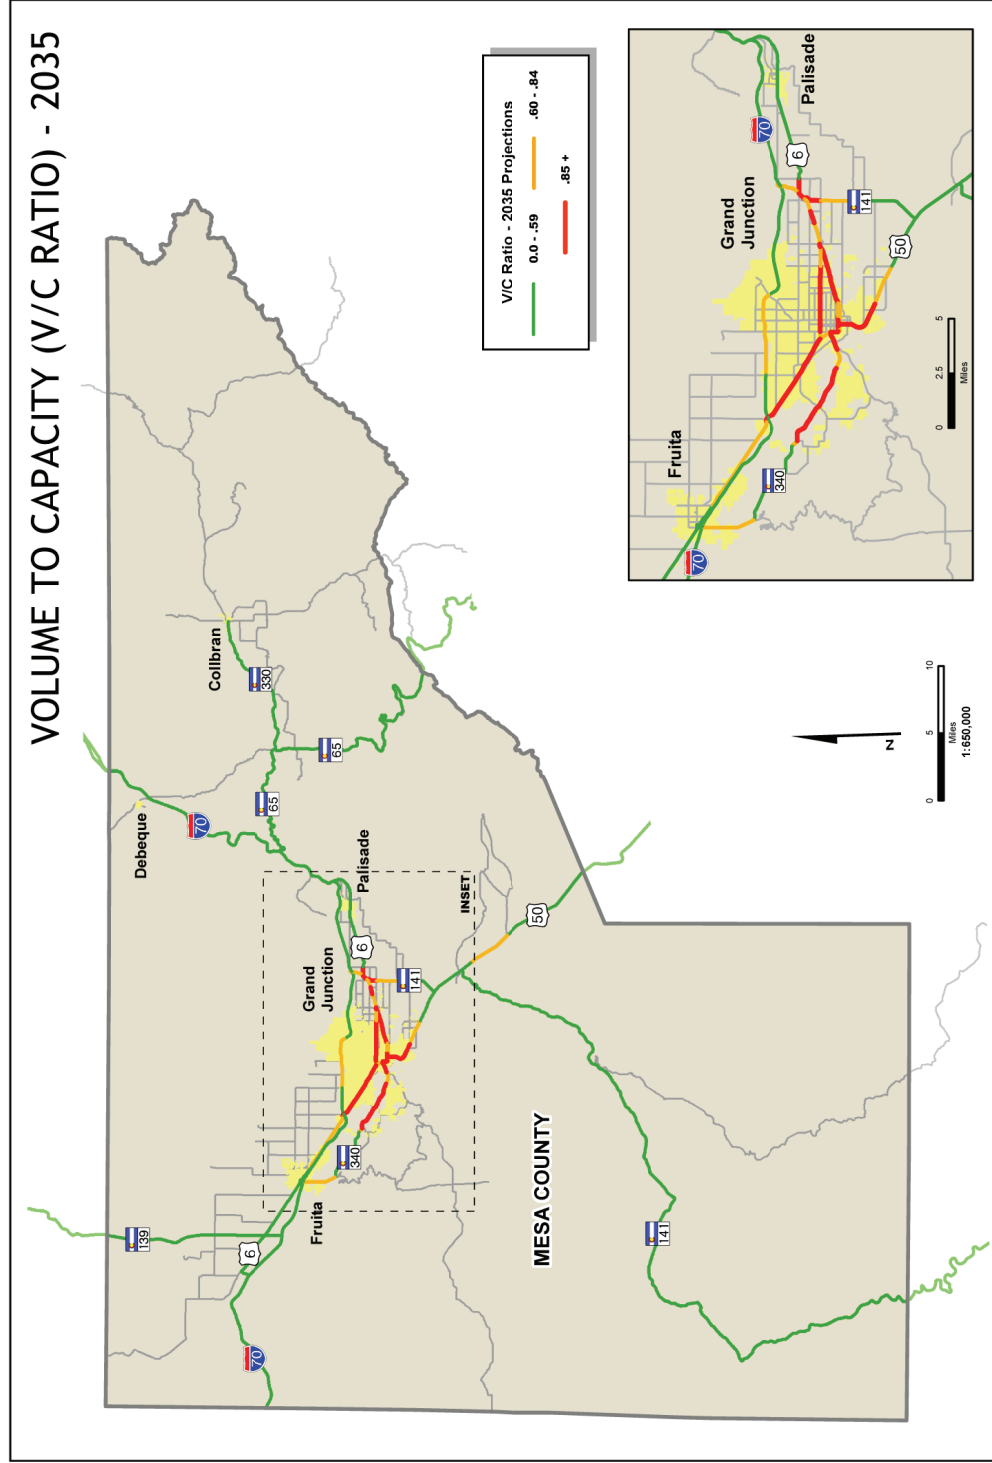 VOLUME TO CAPACITY (V/C RATIO) - 2035
V/C Ratio - 2035 Projections
0.0 - .59
.60 - .84
.85 +
139
6
70
Fruita
340
Grand
Junction
6
141
Palisade
INSET
50
Debeque
70
65
65
330
Collbran
70
141
MESA COUNTY
N
0
5
10
Miles
1:650,000
Fruita
70
340
Grand
Junction
70
6
Palisade
141
50
0
2.5
5
Miles